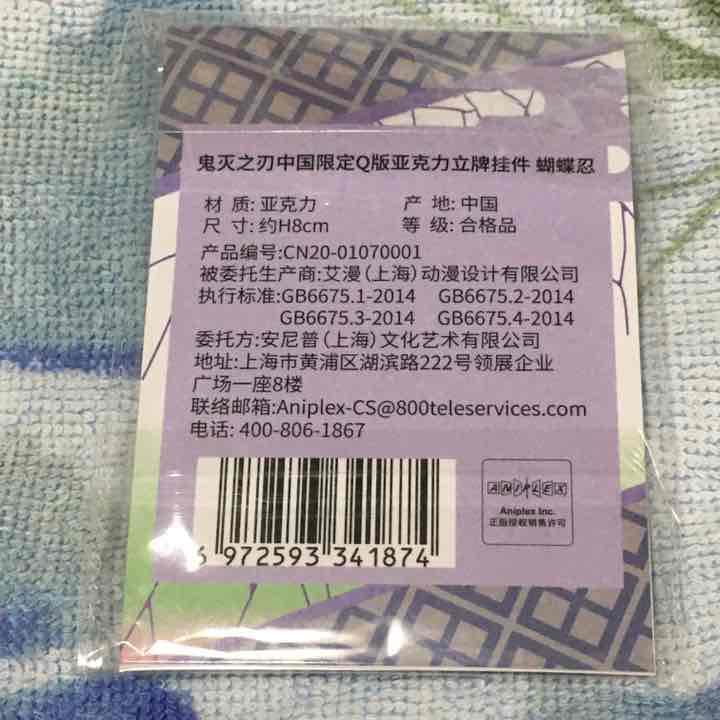 鬼灭之刃中国限定Q版亚克力立牌挂件 蝴蝶忍
材 质: 亚克力 产 地: 中国
尺 寸: 约H8cm 等 级: 合格品
产品编号:CN20-01070001
被委托生产商:艾漫(上海)动漫设计有限公司
执行标准:GB6675.1-2014 GB6675.2-2014
GB6675.3-2014 GB6675.4-2014
委托方:安尼普(上海)文化艺术有限公司
地址:上海市黄浦区湖滨路222号领展企业
广场一座8楼
联络邮箱:Aniplex-CS@800teleservices.com
电话: 400-806-1867
6 972593 341874
ANIPLEX
Aniplex Inc.
正版授权销售许可